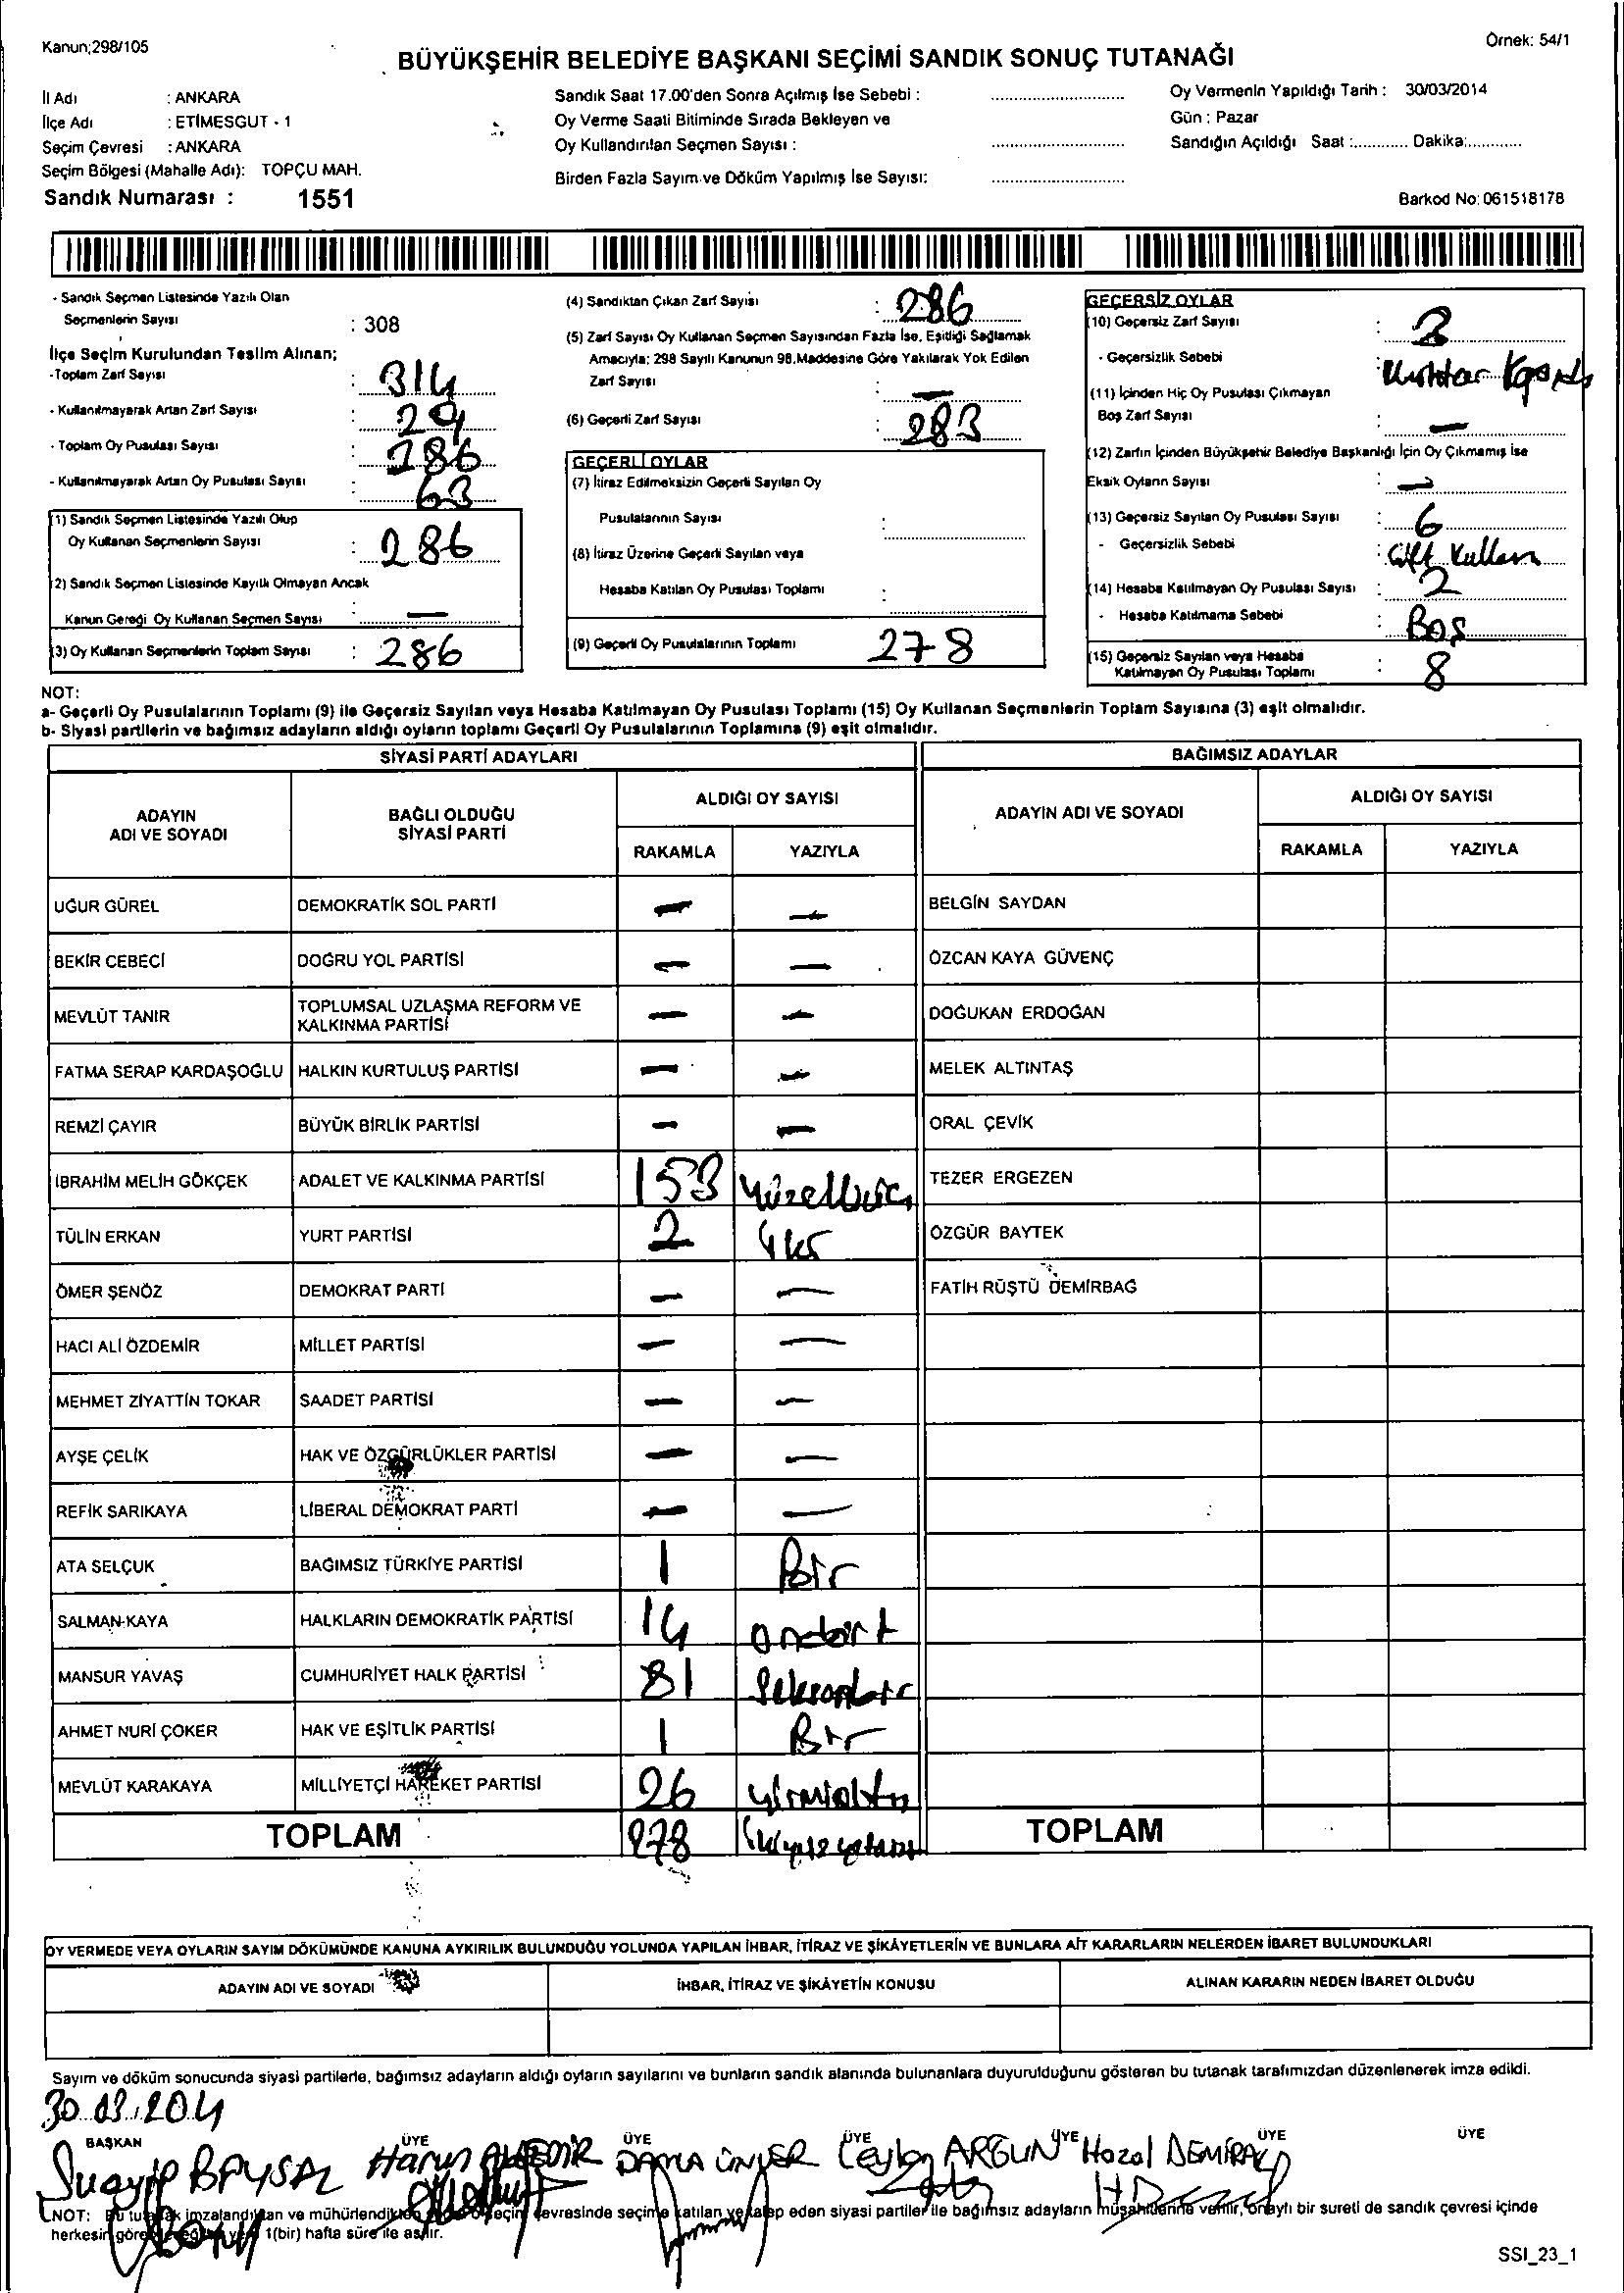 Kanun;298/105
Örnek: 54/1
BÜYÜKŞEHİR BELEDİYE BAŞKANI SEÇİMİ SANDIK SONUÇ TUTANAĞI
İl Adı : ANKARA
İlçe Adı : ETİMESGUT - 1
Seçim Çevresi : ANKARA
Seçim Bölgesi (Mahalle Adı): TOPÇU MAH.
Sandık Numarası : 1551
Sandık Saat 17.00'den Sonra Açılmış İse Sebebi :
Oy Verme Saati Bitiminde Sırada Bekleyen ve
Oy Kullandırılan Seçmen Sayısı :
Birden Fazla Sayım ve Döküm Yapılmış İse Sayısı:
Oy Vermenin Yapıldığı Tarih : 30/03/2014
Gün : Pazar
Sandığın Açıldığı Saat :............ Dakika:............
Barkod No: 061518178
- Sandık Seçmen Listesinde Yazılı Olan
Seçmenlerin Sayısı : 308
İlçe Seçim Kurulundan Teslim Alınan;
-Toplam Zarf Sayısı : 314
- Kullanılmayarak Artan Zarf Sayısı : 29
- Toplam Oy Pusulası Sayısı : 286
- Kullanılmayarak Artan Oy Pusulası Sayısı : 63
(1) Sandık Seçmen Listesinde Yazılı Olup
Oy Kullanan Seçmenlerin Sayısı : 286
(2) Sandık Seçmen Listesinde Kayıtlı Olmayan Ancak
Kanun Gereği Oy Kullanan Seçmen Sayısı : —
(3) Oy Kullanan Seçmenlerin Toplam Sayısı : 286
(4) Sandıktan Çıkan Zarf Sayısı : 286
(5) Zarf Sayısı Oy Kullanan Seçmen Sayısından Fazla İse, Eşitliği Sağlamak
Amacıyla; 298 Sayılı Kanunun 98.Maddesine Göre Yakılarak Yok Edilen
Zarf Sayısı : —
(6) Geçerli Zarf Sayısı : 283
GEÇERLİ OYLAR
(7) İtiraz Edilmeksizin Geçerli Sayılan Oy
Pusulalarının Sayısı :
(8) İtiraz Üzerine Geçerli Sayılan veya
Hesaba Katılan Oy Pusulası Toplamı :
(9) Geçerli Oy Pusulalarının Toplamı 278
GEÇERSİZ OYLAR
(10) Geçersiz Zarf Sayısı : 3
- Geçersizlik Sebebi : Muhtar
(11) İçinden Hiç Oy Pusulası Çıkmayan
Boş Zarf Sayısı : —
(12) Zarfın İçinden Büyükşehir Belediye Başkanlığı İçin Oy Çıkmamış İse
Eksik Oyların Sayısı : —
(13) Geçersiz Sayılan Oy Pusulası Sayısı : 6
- Geçersizlik Sebebi : Çift Kullan
(14) Hesaba Katılmayan Oy Pusulası Sayısı : 2
- Hesaba Katılmama Sebebi : Boş
(15) Geçersiz Sayılan veya Hesaba
Katılmayan Oy Pusulası Toplamı : 8
NOT:
a- Geçerli Oy Pusulalarının Toplamı (9) ile Geçersiz Sayılan veya Hesaba Katılmayan Oy Pusulası Toplamı (15) Oy Kullanan Seçmenlerin Toplam Sayısına (3) eşit olmalıdır.
b- Siyasi partilerin ve bağımsız adayların aldığı oyların toplamı Geçerli Oy Pusulalarının Toplamına (9) eşit olmalıdır.
SİYASİ PARTİ ADAYLARI
BAĞIMSIZ ADAYLAR
ADAYIN ADI VE SOYADI
BAĞLI OLDUĞU SİYASİ PARTİ
ALDIĞI OY SAYISI
RAKAMLA YAZIYLA
ADAYIN ADI VE SOYADI
ALDIĞI OY SAYISI
RAKAMLA YAZIYLA
UĞUR GÜREL DEMOKRATİK SOL PARTİ — — BELGİN SAYDAN
BEKİR CEBECİ DOĞRU YOL PARTİSİ — — ÖZCAN KAYA GÜVENÇ
MEVLÜT TANIR TOPLUMSAL UZLAŞMA REFORM VE KALKINMA PARTİSİ — — DOĞUKAN ERDOĞAN
FATMA SERAP KARDAŞOĞLU HALKIN KURTULUŞ PARTİSİ — — MELEK ALTINTAŞ
REMZİ ÇAYIR BÜYÜK BİRLİK PARTİSİ — — ORAL ÇEVİK
İBRAHİM MELİH GÖKÇEK ADALET VE KALKINMA PARTİSİ 153 Yüzelliüç TEZER ERGEZEN
TÜLİN ERKAN YURT PARTİSİ 2 iki ÖZGÜR BAYTEK
ÖMER ŞENÖZ DEMOKRAT PARTİ — — FATİH RÜŞTÜ DEMİRBAĞ
HACI ALİ ÖZDEMİR MİLLET PARTİSİ — —
MEHMET ZİYATTİN TOKAR SAADET PARTİSİ — —
AYŞE ÇELİK HAK VE ÖZGÜRLÜKLER PARTİSİ — —
REFİK SARIKAYA LİBERAL DEMOKRAT PARTİ — —
ATA SELÇUK BAĞIMSIZ TÜRKİYE PARTİSİ 1 Bir
SALMAN KAYA HALKLARIN DEMOKRATİK PARTİSİ 14 ondört
MANSUR YAVAŞ CUMHURİYET HALK PARTİSİ 81 Seksenbir
AHMET NURİ ÇOKER HAK VE EŞİTLİK PARTİSİ 1 Bir
MEVLÜT KARAKAYA MİLLİYETÇİ HAREKET PARTİSİ 26 yirmialtı
TOPLAM 278 TOPLAM
OY VERMEDE VEYA OYLARIN SAYIM DÖKÜMÜNDE KANUNA AYKIRILIK BULUNDUĞU YOLUNDA YAPILAN İHBAR, İTİRAZ VE ŞİKÂYETLERİN VE BUNLARA AİT KARARLARIN NELERDEN İBARET BULUNDUKLARI
ADAYIN ADI VE SOYADI İHBAR, İTİRAZ VE ŞİKÂYETİN KONUSU ALINAN KARARIN NEDEN İBARET OLDUĞU
Sayım ve döküm sonucunda siyasi partilerle, bağımsız adayların aldığı oyların sayılarını ve bunların sandık alanında bulunanlara duyurulduğunu gösteren bu tutanak tarafımızdan düzenlenerek imza edildi.
30.03.2014
BAŞKAN ÜYE ÜYE ÜYE ÜYE ÜYE ÜYE
Şuayip BAYSAL Harun DAMLA ÜNVER Ceylan ARGUN Hazal DEMİRALP
NOT: Bu tutanak imzalandıktan ve mühürlendikten seçim çevresinde seçime katılan ve talep eden siyasi partiler ile bağımsız adayların müşahitlerine verilir, onaylı bir sureti de sandık çevresi içinde
herkesin 1(bir) hafta süre ile asılır.
SSI_23_1